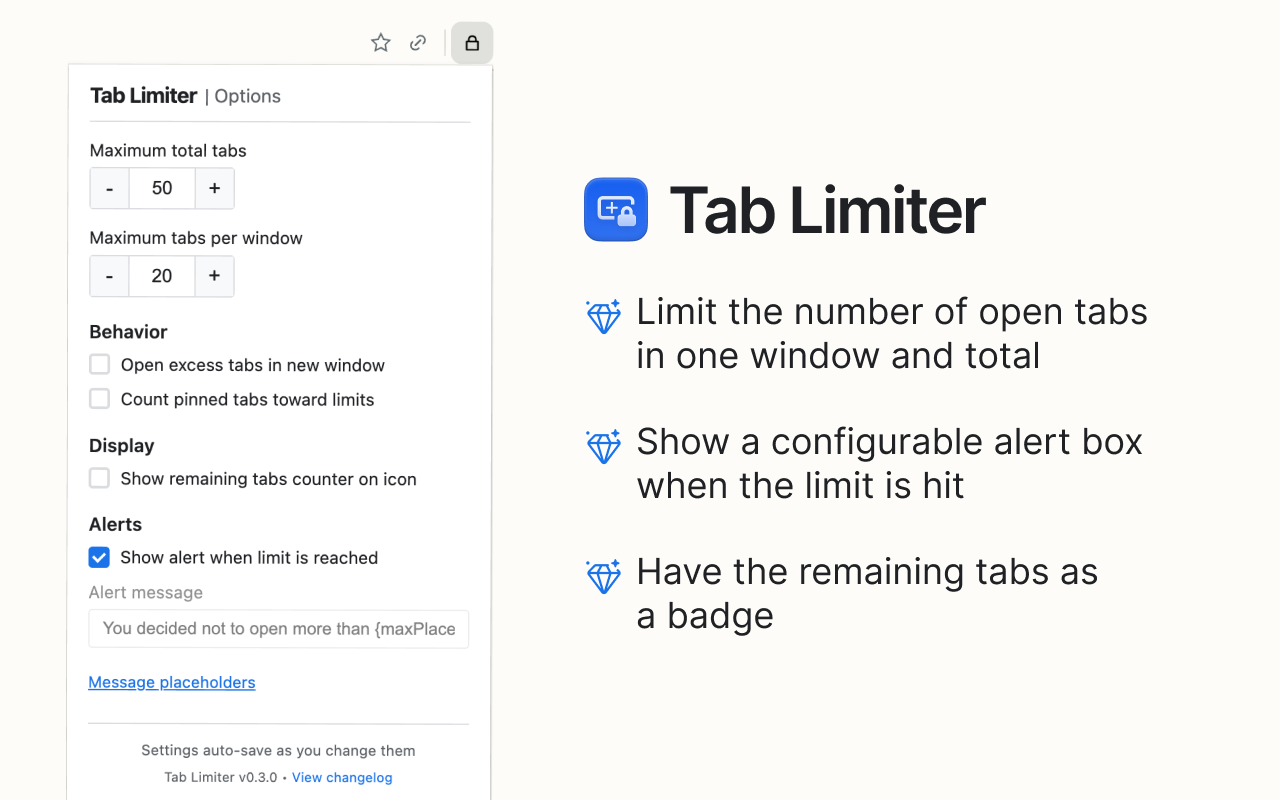 Tab Limiter | Options
Maximum total tabs
- 50 +
Maximum tabs per window
- 20 +
Behavior
Open excess tabs in new window
Count pinned tabs toward limits
Display
Show remaining tabs counter on icon
Alerts
Show alert when limit is reached
Alert message
You decided not to open more than {maxPlace
Message placeholders
Settings auto-save as you change them
Tab Limiter v0.3.0 • View changelog
Tab Limiter
Limit the number of open tabs
in one window and total
Show a configurable alert box
when the limit is hit
Have the remaining tabs as
a badge